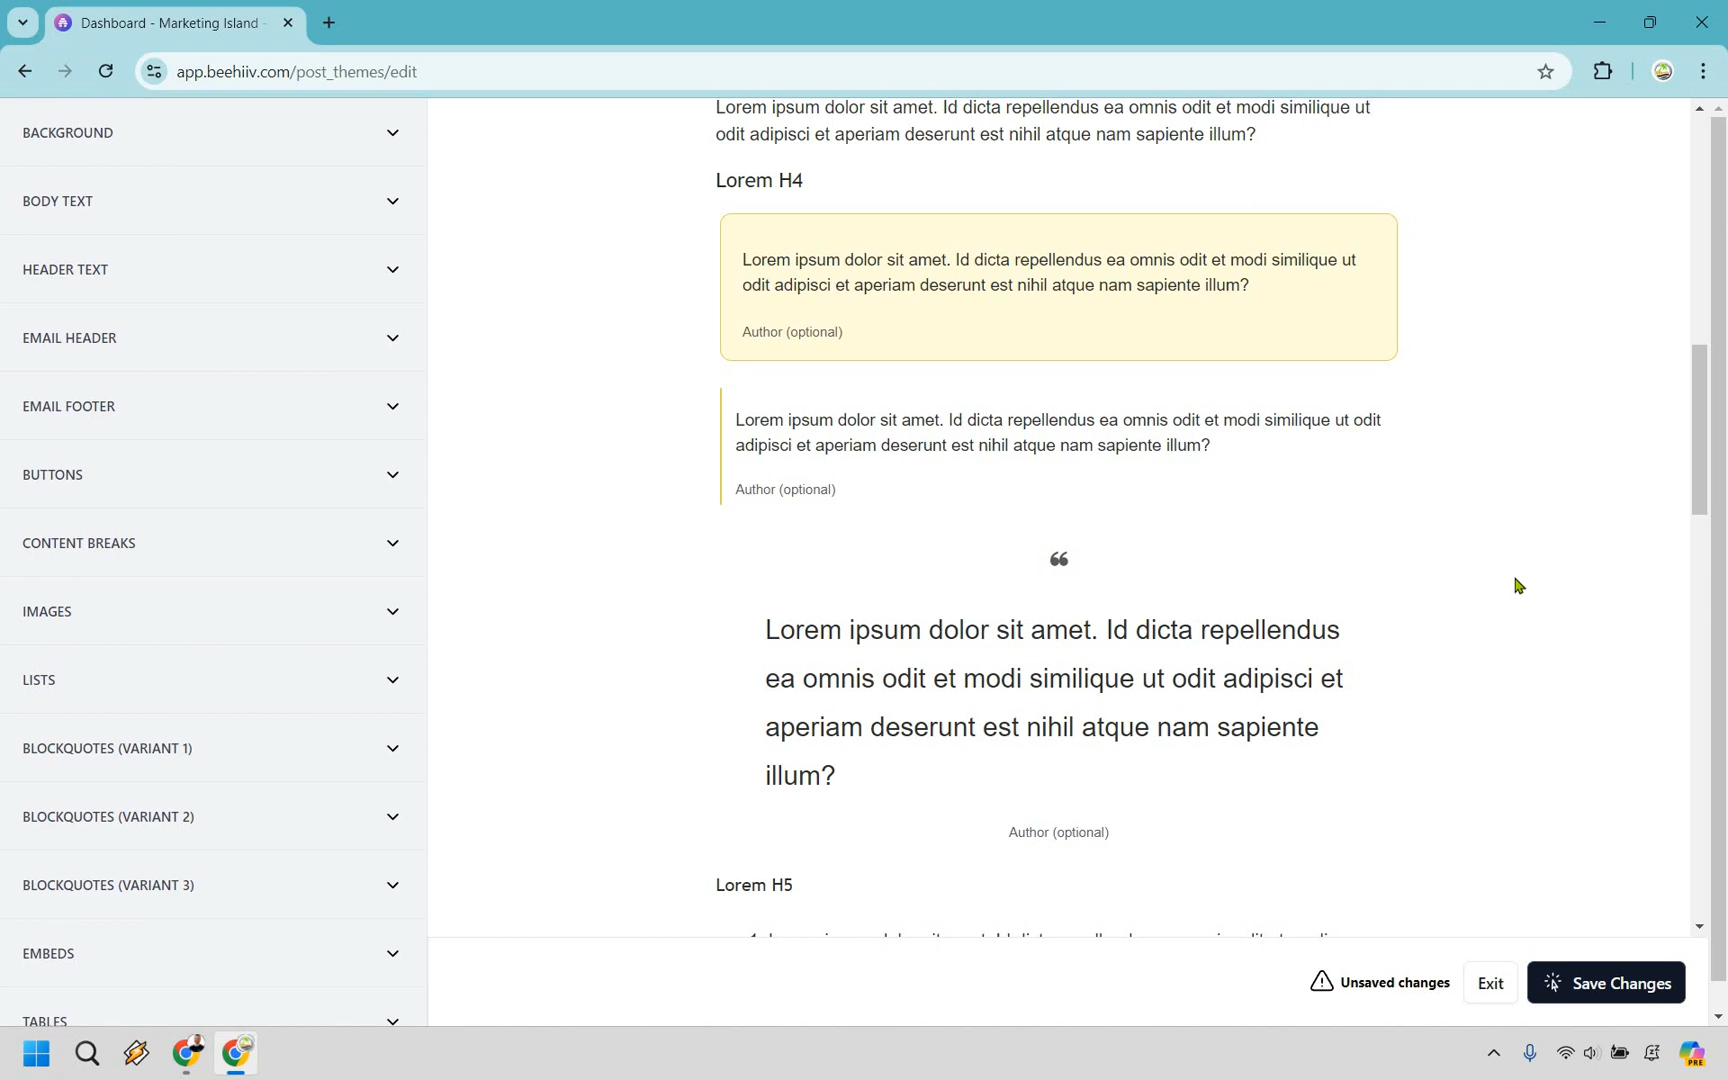 Dashboard - Marketing Island -
app.beehiiv.com/post_themes/edit
BACKGROUND
BODY TEXT
HEADER TEXT
EMAIL HEADER
EMAIL FOOTER
BUTTONS
CONTENT BREAKS
IMAGES
LISTS
BLOCKQUOTES (VARIANT 1)
BLOCKQUOTES (VARIANT 2)
BLOCKQUOTES (VARIANT 3)
EMBEDS
TABLES
Lorem ipsum dolor sit amet. Id dicta repellendus ea omnis odit et modi similique ut
odit adipisci et aperiam deserunt est nihil atque nam sapiente illum?
Lorem H4
Lorem ipsum dolor sit amet. Id dicta repellendus ea omnis odit et modi similique ut
odit adipisci et aperiam deserunt est nihil atque nam sapiente illum?
Author (optional)
Lorem ipsum dolor sit amet. Id dicta repellendus ea omnis odit et modi similique ut odit
adipisci et aperiam deserunt est nihil atque nam sapiente illum?
Author (optional)
❝
Lorem ipsum dolor sit amet. Id dicta repellendus
ea omnis odit et modi similique ut odit adipisci et
aperiam deserunt est nihil atque nam sapiente
illum?
Author (optional)
Lorem H5
Unsaved changes
Exit
Save Changes
PRE